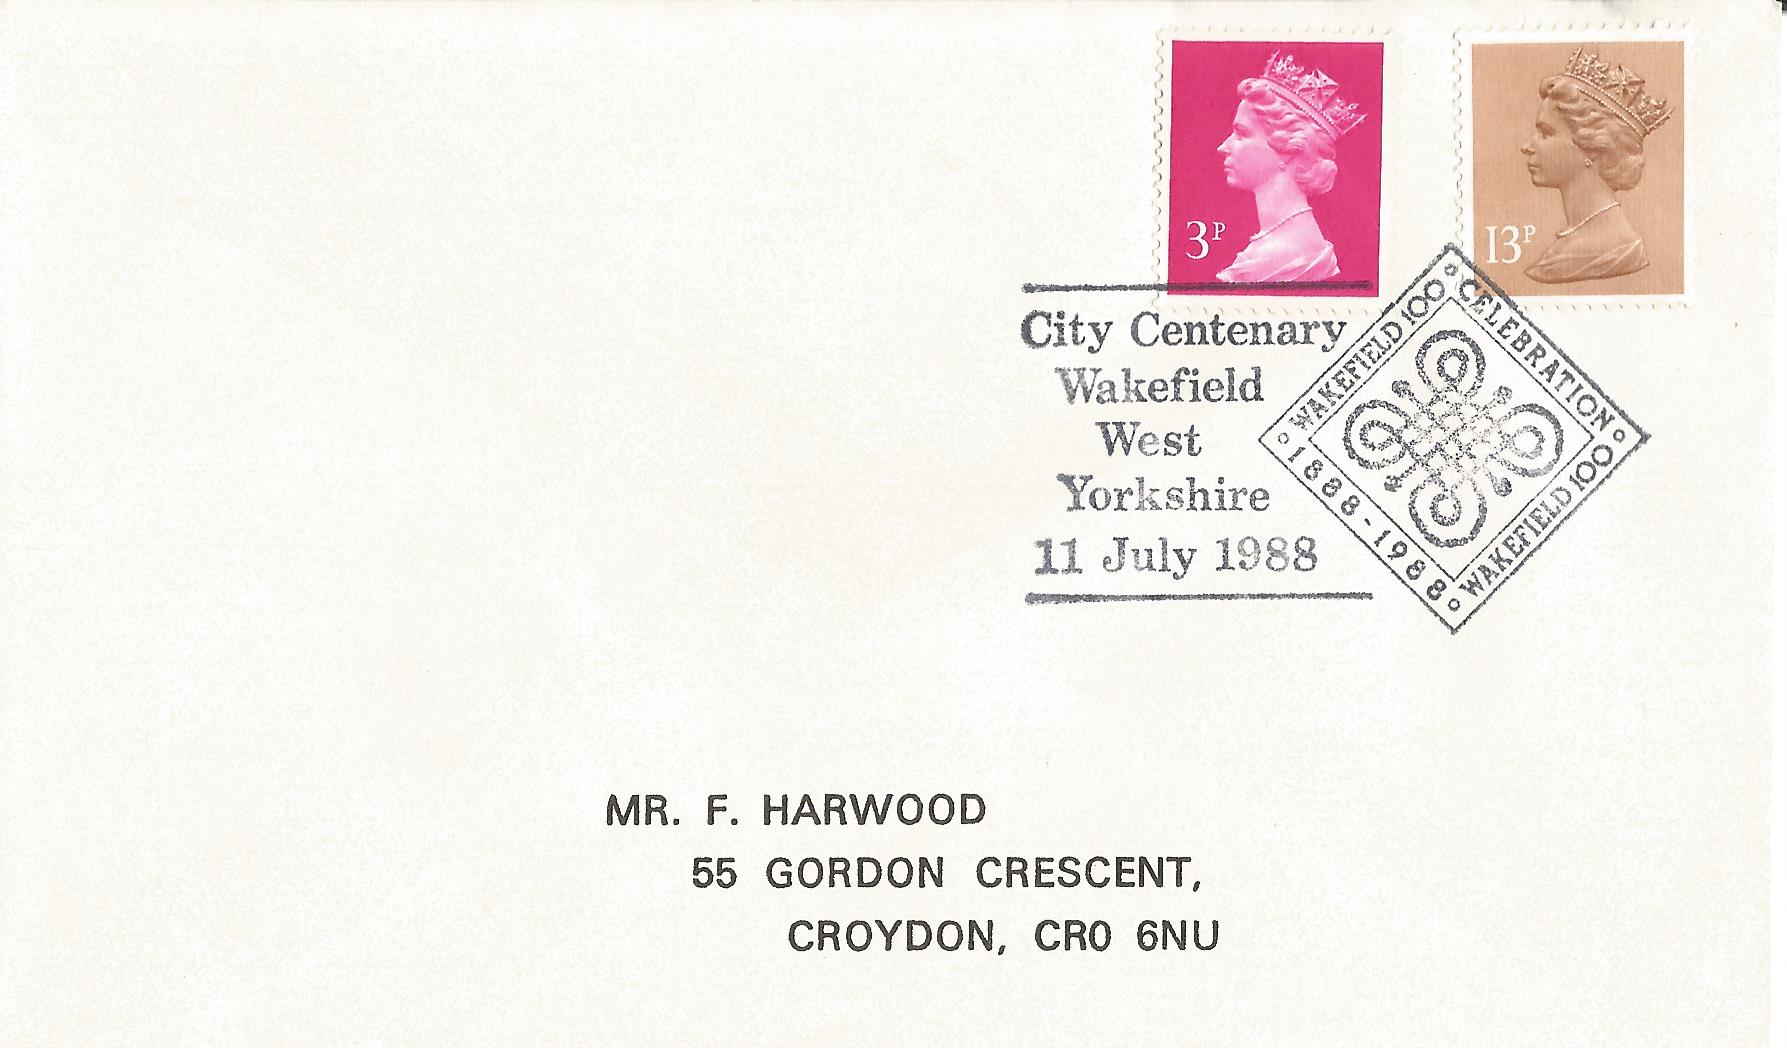 3P
13P
City Centenary
Wakefield
West
Yorkshire
11 July 1988
WAKEFIELD 100
CELEBRATION
1888-1988
WAKEFIELD 100
MR. F. HARWOOD
55 GORDON CRESCENT,
CROYDON, CR0 6NU